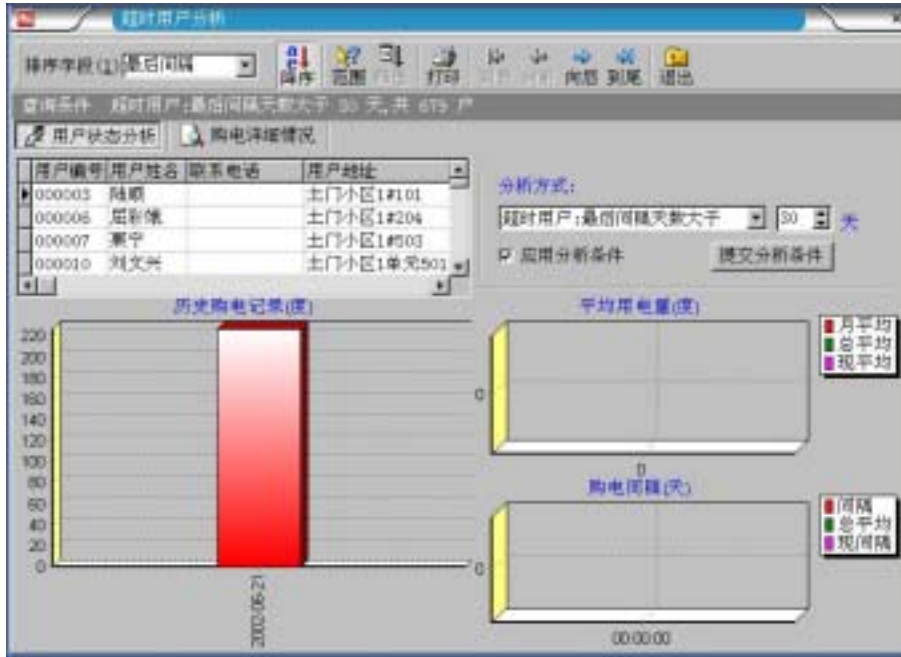 超时用户分析
排序字段(1) 最后间隔 降序 范围 打印 向后 到尾 退出
查询条件 超时用户:最后间隔天数大于 30 天,共 679 户
用户状态分析 购电详细情况
用户编号 用户姓名 联系电话 用户地址
000003 陆顺 土门小区1#101
000006 屈彩娥 土门小区1#204
000007 宁 土门小区1#503
000010 刘文兴 土门小区1单元501
分析方式:
超时用户:最后间隔天数大于 30 天
应用分析条件 提交分析条件
历史购电记录(度)
220
200
180
160
140
120
100
80
60
40
20
0
2002-06-21
平均用电量(度)
0
0
月平均
总平均
现平均
购电间隔(天)
0
00:00:00
间隔
总平均
现间隔